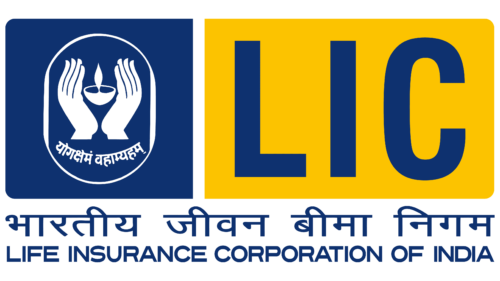 योगक्षेमं वहाम्यहम्
LIC
भारतीय जीवन बीमा निगम
LIFE INSURANCE CORPORATION OF INDIA